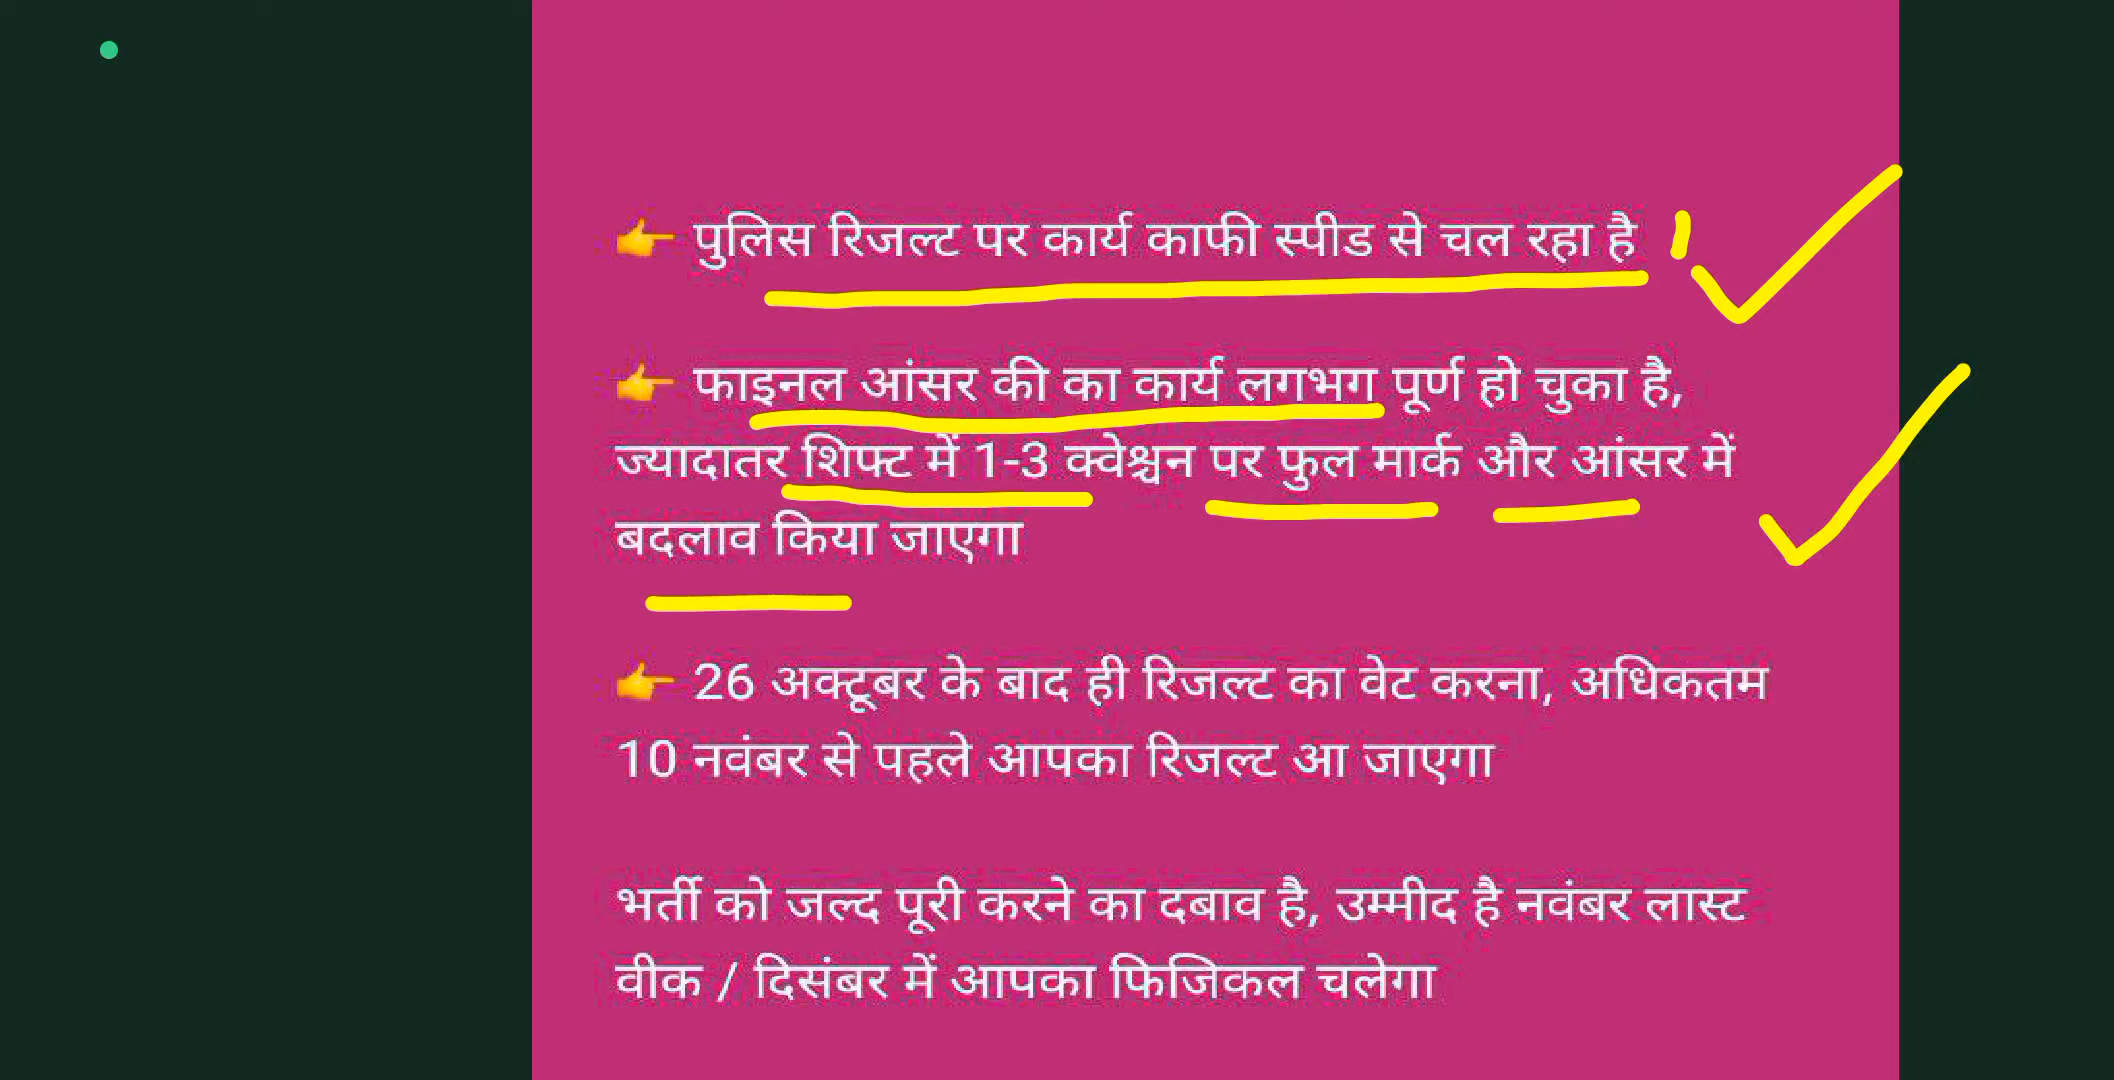 👉 पुलिस रिजल्ट पर कार्य काफी स्पीड से चल रहा है
👉 फाइनल आंसर की का कार्य लगभग पूर्ण हो चुका है,
ज्यादातर शिफ्ट में 1-3 क्वेश्चन पर फुल मार्क और आंसर में
बदलाव किया जाएगा
👉 26 अक्टूबर के बाद ही रिजल्ट का वेट करना, अधिकतम
10 नवंबर से पहले आपका रिजल्ट आ जाएगा
भर्ती को जल्द पूरी करने का दबाव है, उम्मीद है नवंबर लास्ट
वीक / दिसंबर में आपका फिजिकल चलेगा